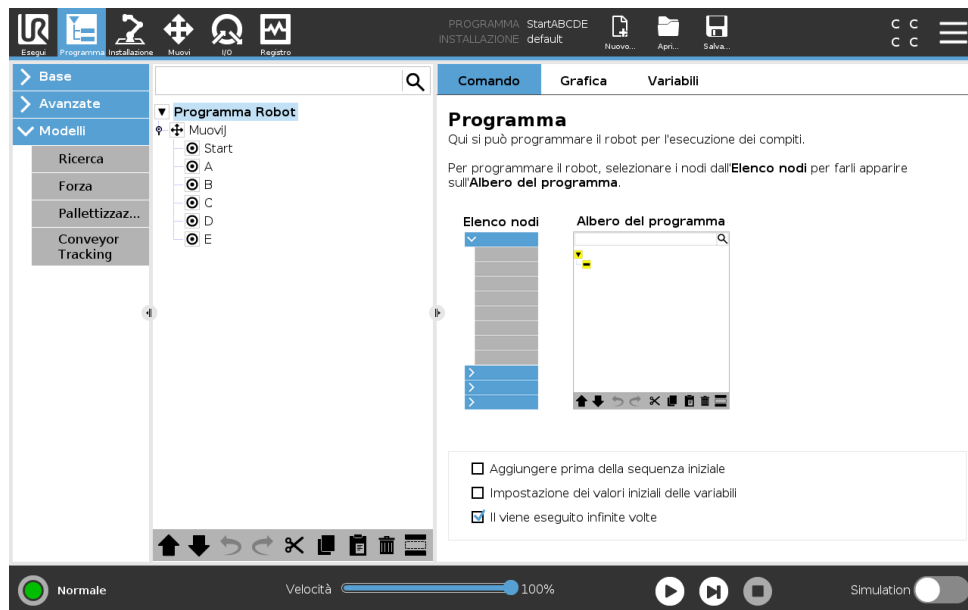 PROGRAMMA StartABCDE
INSTALLAZIONE default
UR
Esegui
Programma
Installazione
Muovi
I/O
Registro
Nuovo...
Apri...
Salva...
C C
C C
Base
Avanzate
Modelli
Ricerca
Forza
Pallettizzaz...
Conveyor
Tracking
Programma Robot
MuoviJ
Start
A
B
C
D
E
Comando
Grafica
Variabili
Programma
Qui si può programmare il robot per l'esecuzione dei compiti.
Per programmare il robot, selezionare i nodi dall'Elenco nodi per farli apparire
sull'Albero del programma.
Elenco nodi
Albero del programma
Aggiungere prima della sequenza iniziale
Impostazione dei valori iniziali delle variabili
Il viene eseguito infinite volte
Normale
Velocità
100%
Simulation